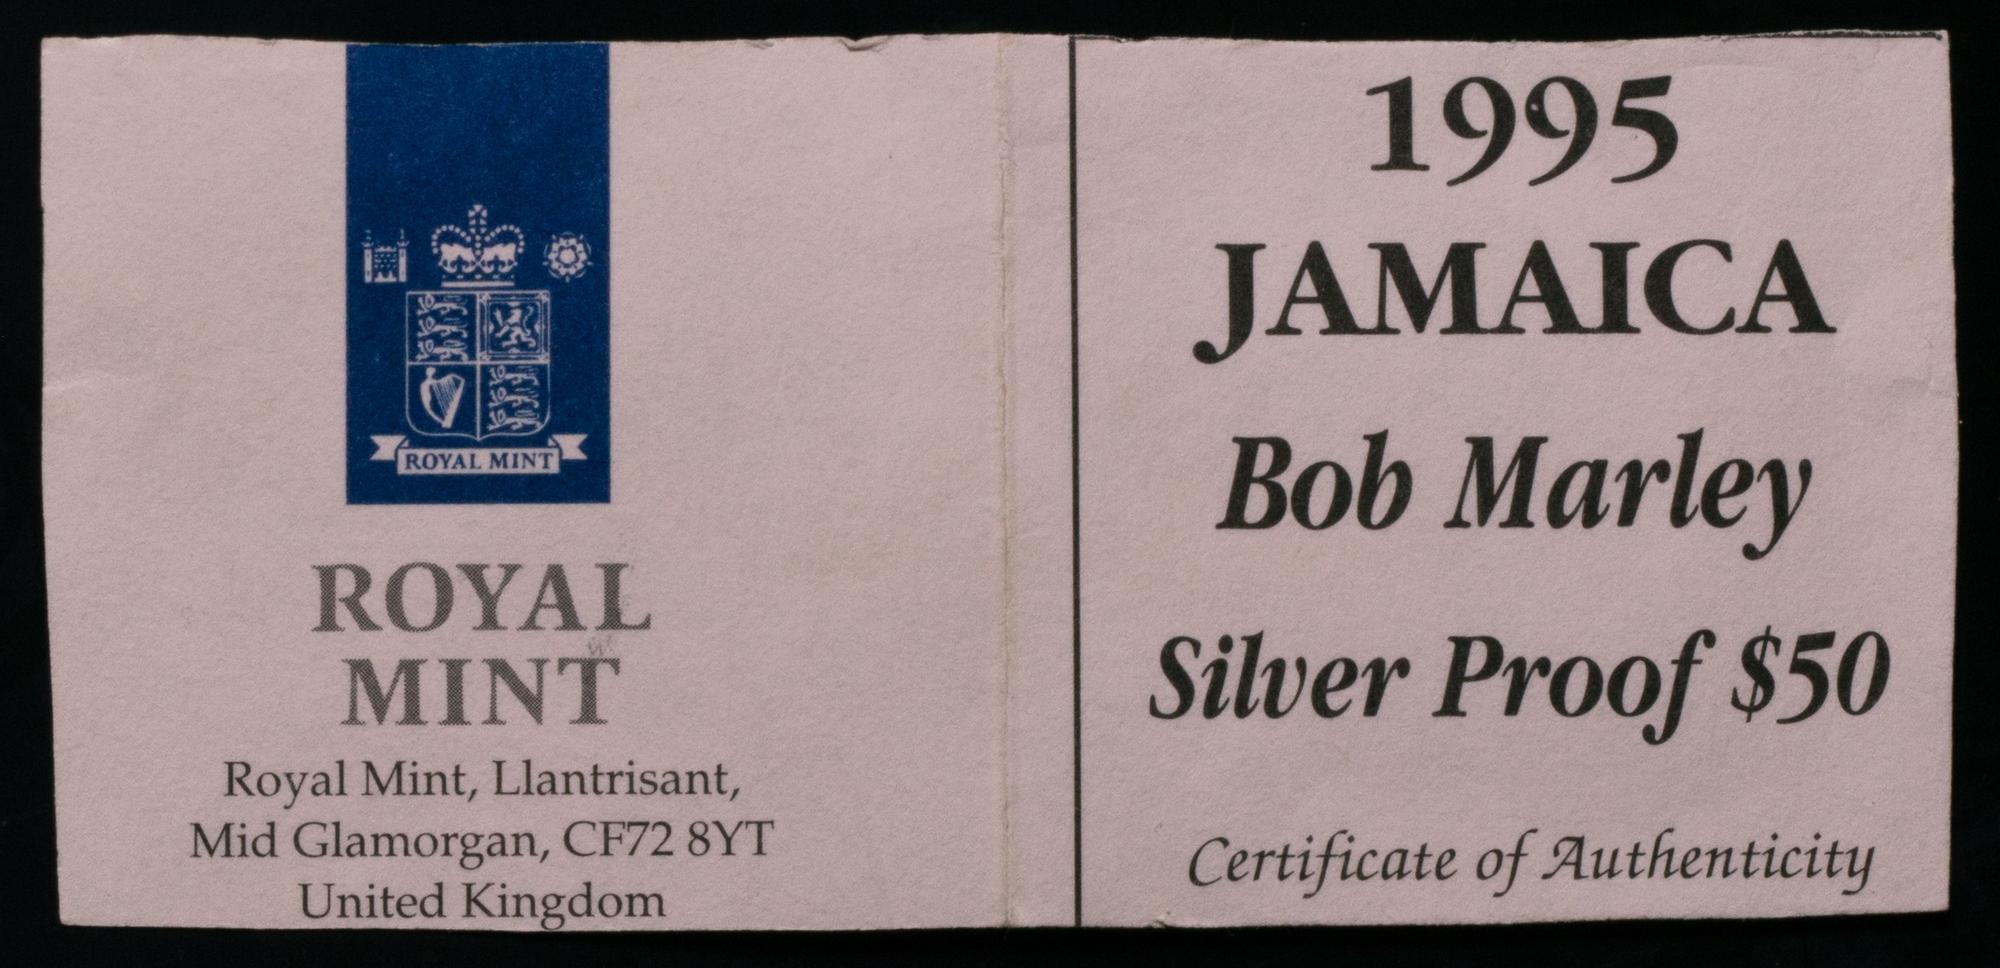 ROYAL MINT
ROYAL
MINT
Royal Mint, Llantrisant,
Mid Glamorgan, CF72 8YT
United Kingdom
1995
JAMAICA
Bob Marley
Silver Proof $50
Certificate of Authenticity